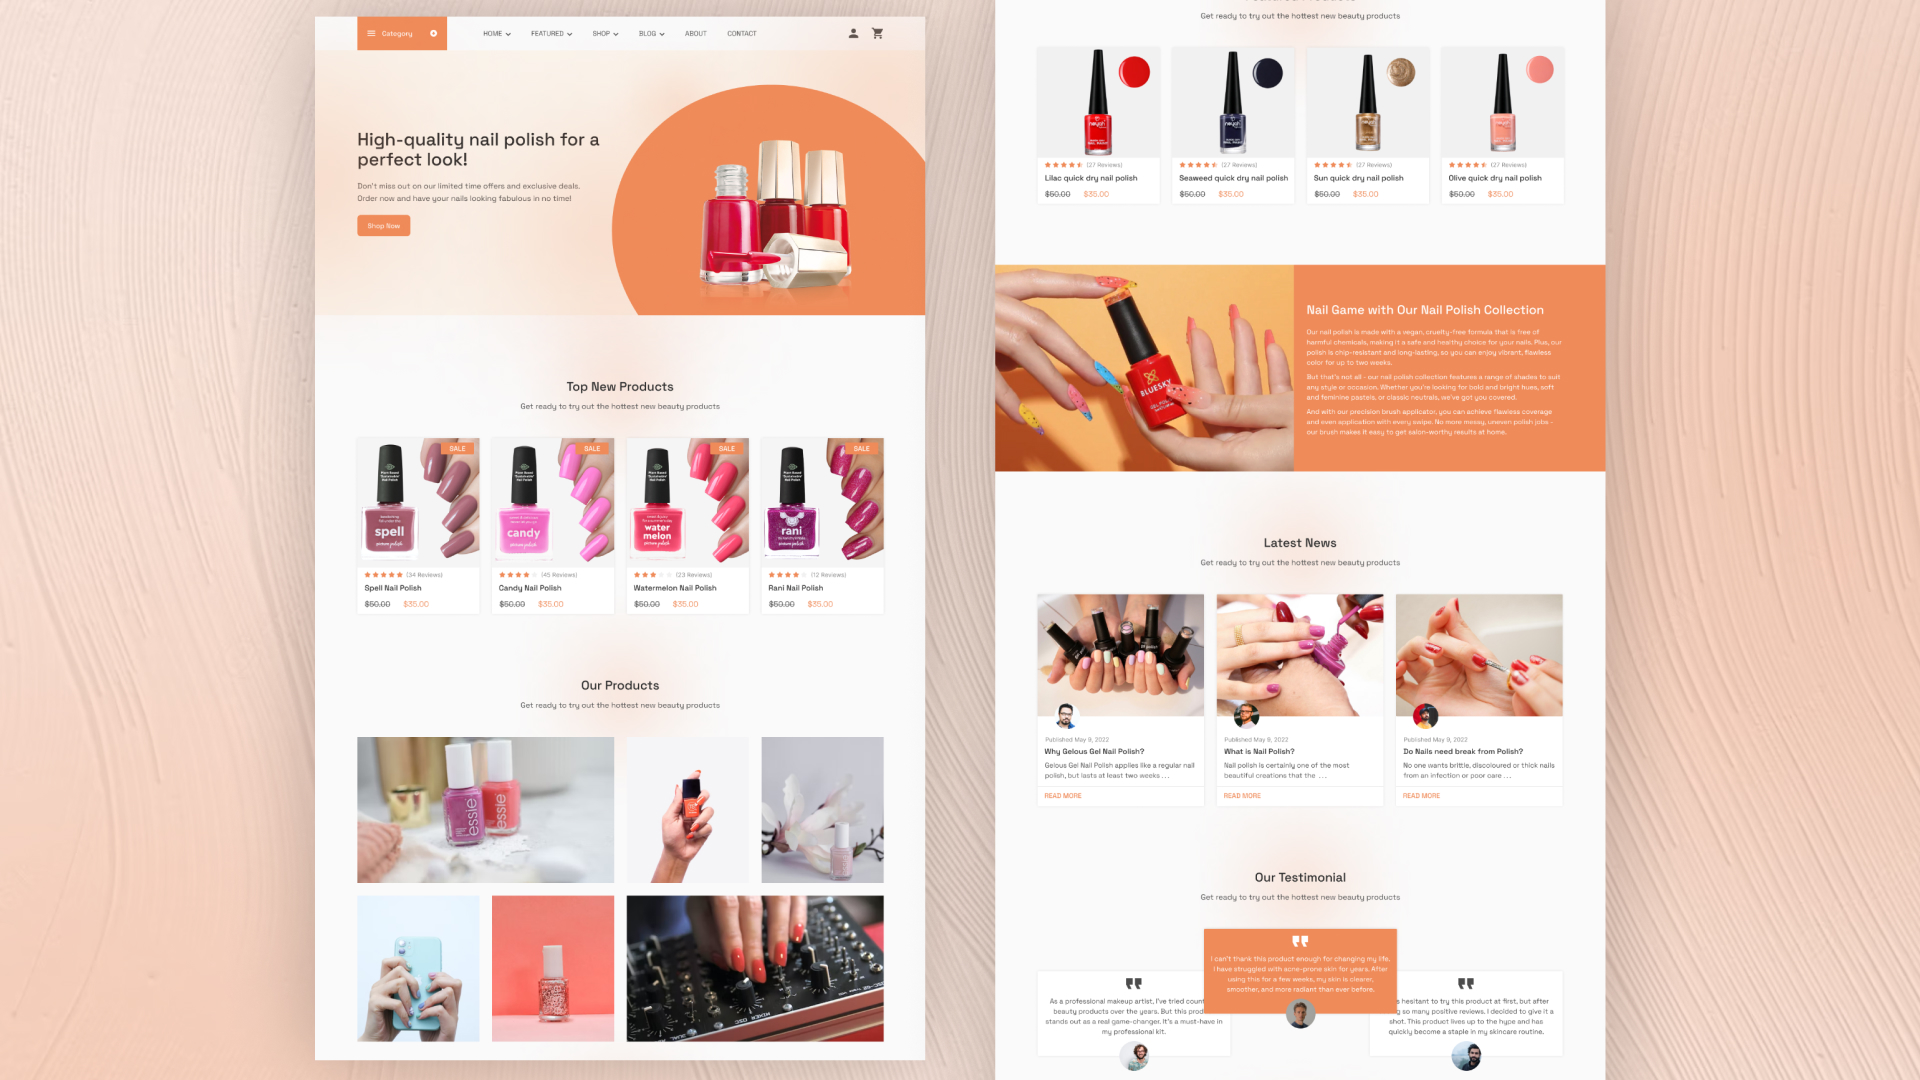 Category
HOME
FEATURED
SHOP
BLOG
ABOUT
CONTACT
High-quality nail polish for a
perfect look!
Don't miss out on our limited time offers and exclusive deals.
Order now and have your nails looking fabulous in no time!
Shop Now
Top New Products
Get ready to try out the hottest new beauty products
SALE
SALE
SALE
SALE
spell
candy
water
melon
rani
(34 Reviews)
(45 Reviews)
(23 Reviews)
(12 Reviews)
Spell Nail Polish
Candy Nail Polish
Watermelon Nail Polish
Rani Nail Polish
$50.00 $35.00
$50.00 $35.00
$50.00 $35.00
$50.00 $35.00
Our Products
Get ready to try out the hottest new beauty products
essie
essie
Get ready to try out the hottest new beauty products
(27 Reviews)
(27 Reviews)
(27 Reviews)
(27 Reviews)
Lilac quick dry nail polish
Seaweed quick dry nail polish
Sun quick dry nail polish
Olive quick dry nail polish
$50.00 $35.00
$50.00 $35.00
$50.00 $35.00
$50.00 $35.00
BLUESKY
Nail Game with Our Nail Polish Collection
Our nail polish is made with a vegan, cruelty-free formula that is free of
harmful chemicals, making it a safe and healthy choice for your nails. Plus, our
polish is chip-resistant and long-lasting, so you can enjoy vibrant, flawless
color for up to two weeks.
But that's not all - our nail polish collection features a range of shades to suit
any style or occasion. Whether you're looking for bold and bright hues, soft
and feminine pastels, or classic neutrals, we've got you covered.
And with our precision brush applicator, you can achieve flawless coverage
and even application with every swipe. No more messy, uneven polish jobs -
our brush makes it easy to get salon-worthy results at home.
Latest News
Get ready to try out the hottest new beauty products
Published May 9, 2022
Why Gelous Gel Nail Polish?
Gelous Gel Nail Polish applies like a regular nail
polish, but lasts at least two weeks ...
READ MORE
Published May 9, 2022
What is Nail Polish?
Nail polish is certainly one of the most
beautiful creations that the ...
READ MORE
Published May 9, 2022
Do Nails need break from Polish?
No one wants brittle, discoloured or thick nails
from an infection or poor care ...
READ MORE
Our Testimonial
Get ready to try out the hottest new beauty products
As a professional makeup artist, I've tried
beauty products over the years. But this
stands out as a real game-changer. It's a must-have in
my professional kit.
I can't thank this product enough for changing my life.
I have struggled with acne-prone skin for years. After
using this for a few weeks, my skin is clearer,
smoother, and more radiant than ever before.
hesitant to try this product at first, but after
so many positive reviews, I decided to give it a
shot. This product lives up to the hype and has
quickly become a staple in my skincare routine.